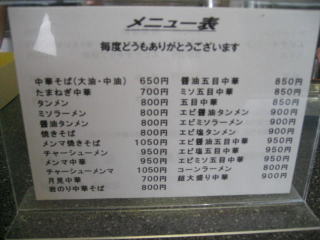 メニュー表
毎度どうもありがとうございます
中華そば(大油・中油) 650円
たまねぎ中華 700円
タンメン 800円
ミソラーメン 800円
醤油タンメン 800円
焼きそば 800円
メンマ焼きそば 1050円
チャーシューメン 950円
メンマ中華 950円
チャーシューメンマ 1050円
月見中華 700円
岩のり中華そば 800円
醤油五目中華 850円
ミソ五目中華 850円
五目中華 850円
エビ醤油タンメン 900円
エビミソラーメン 900円
エビ塩タンメン 900円
エビ醤油五目中華 950円
エビ塩五目中華 950円
エビミソ五目中華 950円
コーンラーメン 800円
超大盛り中華 900円